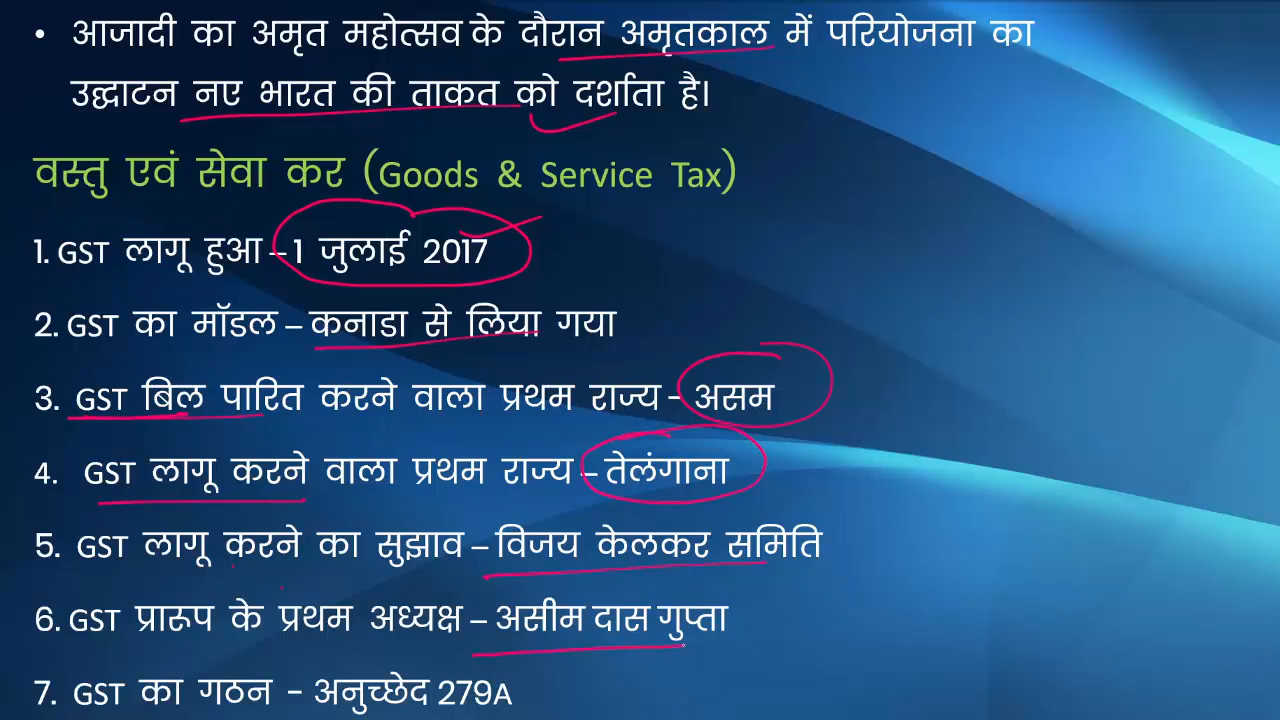 • आजादी का अमृत महोत्सव के दौरान अमृतकाल में परियोजना का
उद्घाटन नए भारत की ताकत को दर्शाता है।
वस्तु एवं सेवा कर (Goods & Service Tax)
1. GST लागू हुआ – 1 जुलाई 2017
2. GST का मॉडल – कनाडा से लिया गया
3. GST बिल पारित करने वाला प्रथम राज्य - असम
4. GST लागू करने वाला प्रथम राज्य – तेलंगाना
5. GST लागू करने का सुझाव – विजय केलकर समिति
6. GST प्रारूप के प्रथम अध्यक्ष – असीम दास गुप्ता
7. GST का गठन - अनुच्छेद 279A